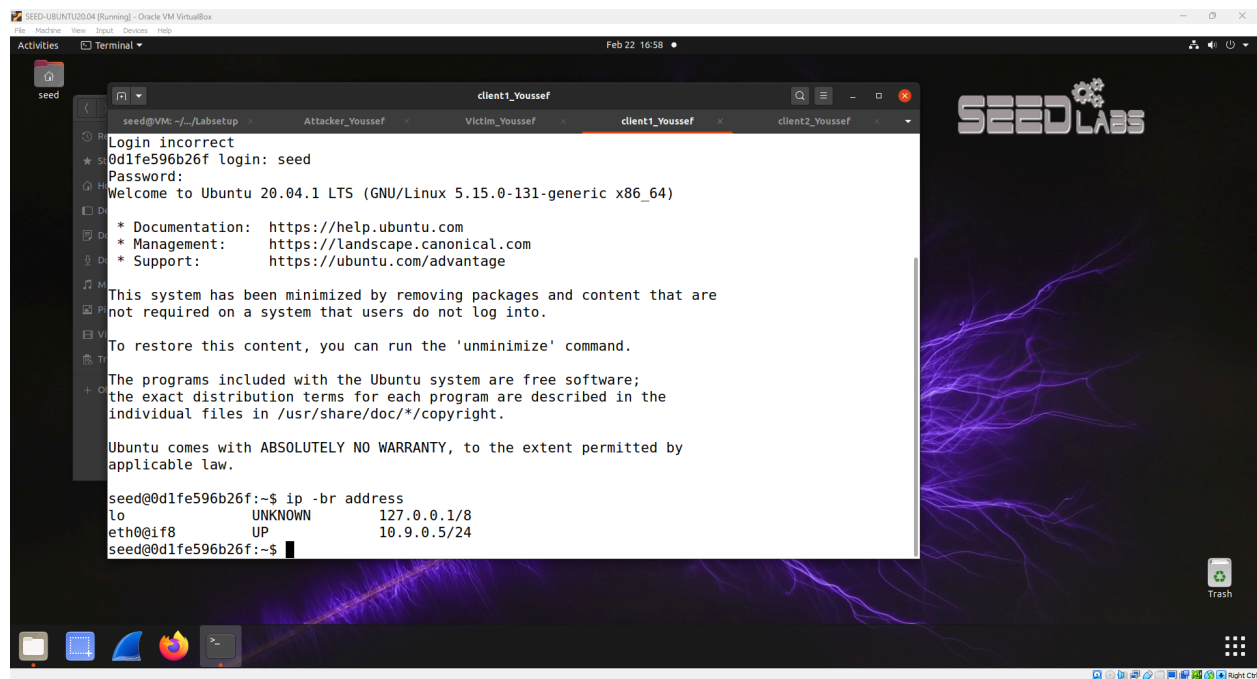 SEED-UBUNTU20.04 [Running] - Oracle VM VirtualBox
File Machine View Input Devices Help
Activities Terminal Feb 22 16:58
seed
client1_Youssef
seed@VM: ~/.../Labsetup Attacker_Youssef Victim_Youssef client1_Youssef client2_Youssef
SEEDLABS
Login incorrect
0d1fe596b26f login: seed
Password:
Welcome to Ubuntu 20.04.1 LTS (GNU/Linux 5.15.0-131-generic x86_64)
* Documentation: https://help.ubuntu.com
* Management: https://landscape.canonical.com
* Support: https://ubuntu.com/advantage
This system has been minimized by removing packages and content that are
not required on a system that users do not log into.
To restore this content, you can run the 'unminimize' command.
The programs included with the Ubuntu system are free software;
the exact distribution terms for each program are described in the
individual files in /usr/share/doc/*/copyright.
Ubuntu comes with ABSOLUTELY NO WARRANTY, to the extent permitted by
applicable law.
seed@0d1fe596b26f:~$ ip -br address
lo UNKNOWN 127.0.0.1/8
eth0@if8 UP 10.9.0.5/24
seed@0d1fe596b26f:~$
Trash
Right Ctrl